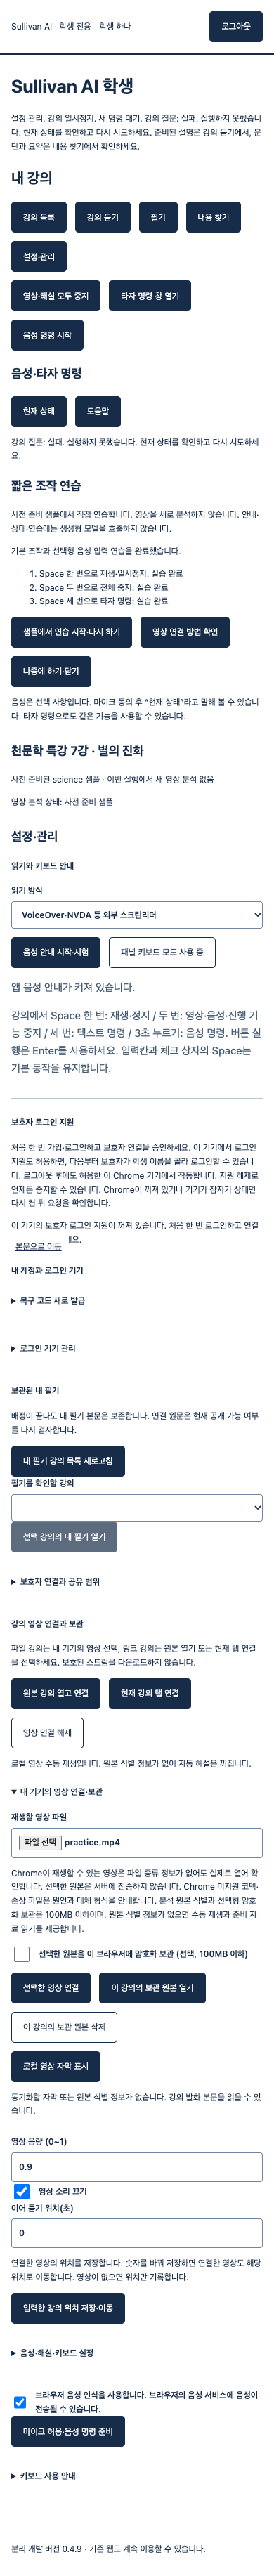 Sullivan AI · 학생 전용 학생 하나
로그아웃
Sullivan AI 학생
설정·관리. 강의 일시정지. 새 명령 대기. 강의 질문: 실패. 실행하지 못했습니
다. 현재 상태를 확인하고 다시 시도하세요. 준비된 설명은 강의 듣기에서, 문
단과 요약은 내용 찾기에서 확인하세요.
내 강의
강의 목록
강의 듣기
필기
내용 찾기
설정·관리
영상·해설 모두 중지
타자 명령 창 열기
음성 명령 시작
음성·타자 명령
현재 상태
도움말
강의 질문: 실패. 실행하지 못했습니다. 현재 상태를 확인하고 다시 시도하세
요.
짧은 조작 연습
사전 준비 샘플에서 직접 연습합니다. 영상을 새로 분석하지 않습니다. 안내·
상태·연습에는 생성형 모델을 호출하지 않습니다.
기본 조작과 선택형 음성 입력 연습을 완료했습니다.
1. Space 한 번으로 재생·일시정지: 실습 완료
2. Space 두 번으로 전체 중지: 실습 완료
3. Space 세 번으로 타자 명령: 실습 완료
샘플에서 연습 시작·다시 하기
영상 연결 방법 확인
나중에 하기·닫기
음성은 선택 사항입니다. 마이크 동의 후 “현재 상태”라고 말해 볼 수 있습니
다. 타자 명령으로도 같은 기능을 사용할 수 있습니다.
천문학 특강 7강 · 별의 진화
사전 준비된 science 샘플 · 이번 실행에서 새 영상 분석 없음
영상 분석 상태: 사전 준비 샘플
설정·관리
읽기와 키보드 안내
읽기 방식
VoiceOver·NVDA 등 외부 스크린리더
음성 안내 시작·시험
패널 키보드 모드 사용 중
앱 음성 안내가 켜져 있습니다.
강의에서 Space 한 번: 재생·정지 / 두 번: 영상·음성·진행 기
능 중지 / 세 번: 텍스트 명령 / 3초 누르기: 음성 명령. 버튼 실
행은 Enter를 사용하세요. 입력칸과 체크 상자의 Space는
기본 동작을 유지합니다.
보호자 로그인 지원
처음 한 번 가입·로그인하고 보호자 연결을 승인하세요. 이 기기에서 로그인
지원도 허용하면, 다음부터 보호자가 학생 이름을 골라 로그인할 수 있습니
다. 로그아웃 후에도 허용한 이 Chrome 기기에서 작동합니다. 지원 해제로
언제든 중지할 수 있습니다. Chrome이 꺼져 있거나 기기가 잠자기 상태면
다시 켠 뒤 요청을 확인합니다.
이 기기의 보호자 로그인 지원이 꺼져 있습니다. 처음 한 번 로그인하고 연결
본문으로 이동
요.
내 계정과 로그인 기기
▶ 복구 코드 새로 발급
▶ 로그인 기기 관리
보관된 내 필기
배정이 끝나도 내 필기 본문은 보존합니다. 연결 원문은 현재 공개 가능 여부
를 다시 검사합니다.
내 필기 강의 목록 새로고침
필기를 확인할 강의
선택 강의의 내 필기 열기
▶ 보호자 연결과 공유 범위
강의 영상 연결과 보관
파일 강의는 내 기기의 영상 선택, 링크 강의는 원본 열기 또는 현재 탭 연결
을 선택하세요. 보호된 스트림을 다운로드하지 않습니다.
원본 강의 열고 연결
현재 강의 탭 연결
영상 연결 해제
로컬 영상 수동 재생입니다. 원본 식별 정보가 없어 자동 해설은 꺼집니다.
▼ 내 기기의 영상 연결·보관
재생할 영상 파일
파일 선택 practice.mp4
Chrome이 재생할 수 있는 영상은 파일 종류 정보가 없어도 실제로 열어 확
인합니다. 선택한 원본은 서버에 전송하지 않습니다. Chrome 미지원 코덱·
손상 파일은 원인과 대체 형식을 안내합니다. 분석 원본 식별과 선택형 암호
화 보관은 100MB 이하이며, 원본 식별 정보가 없으면 수동 재생과 준비 자
료 읽기를 제공합니다.
선택한 원본을 이 브라우저에 암호화 보관 (선택, 100MB 이하)
선택한 영상 연결
이 강의의 보관 원본 열기
이 강의의 보관 원본 삭제
로컬 영상 자막 표시
동기화할 자막 또는 원본 식별 정보가 없습니다. 강의 발화 본문을 읽을 수 있
습니다.
영상 음량 (0~1)
0.9
영상 소리 끄기
이어 듣기 위치(초)
0
연결한 영상의 위치를 저장합니다. 숫자를 바꿔 저장하면 연결한 영상도 해당
위치로 이동합니다. 영상이 없으면 위치만 기록합니다.
입력한 강의 위치 저장·이동
▶ 음성·해설·키보드 설정
브라우저 음성 인식을 사용합니다. 브라우저의 음성 서비스에 음성이
전송될 수 있습니다.
마이크 허용·음성 명령 준비
▶ 키보드 사용 안내
분리 개발 버전 0.4.9 · 기존 웹도 계속 이용할 수 있습니다.